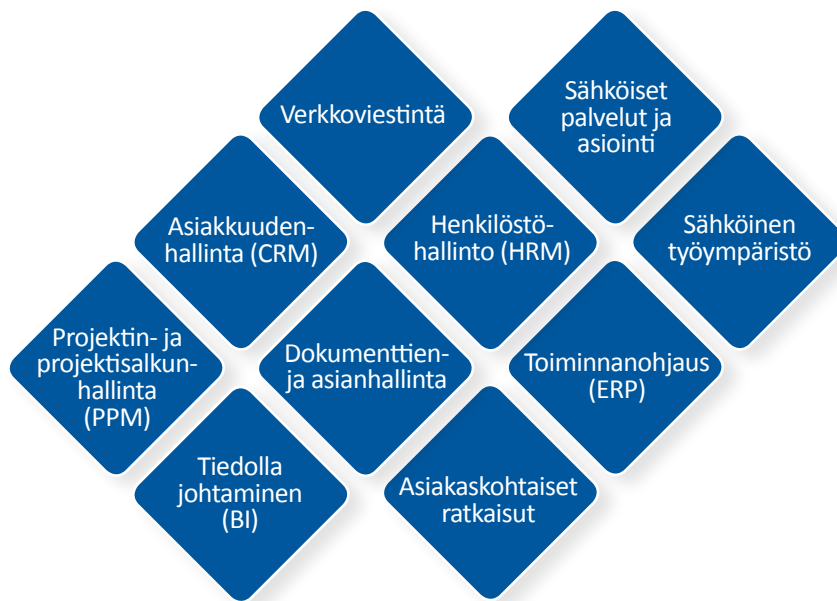 Verkkoviestintä
Sähköiset
palvelut ja
asiointi
Asiakkuuden-
hallinta (CRM)
Henkilöstö-
hallinto (HRM)
Sähköinen
työympäristö
Projektin- ja
projektisalkun-
hallinta
(PPM)
Dokumenttien-
ja asianhallinta
Toiminnanohjaus
(ERP)
Tiedolla
johtaminen
(BI)
Asiakaskohtaiset
ratkaisut